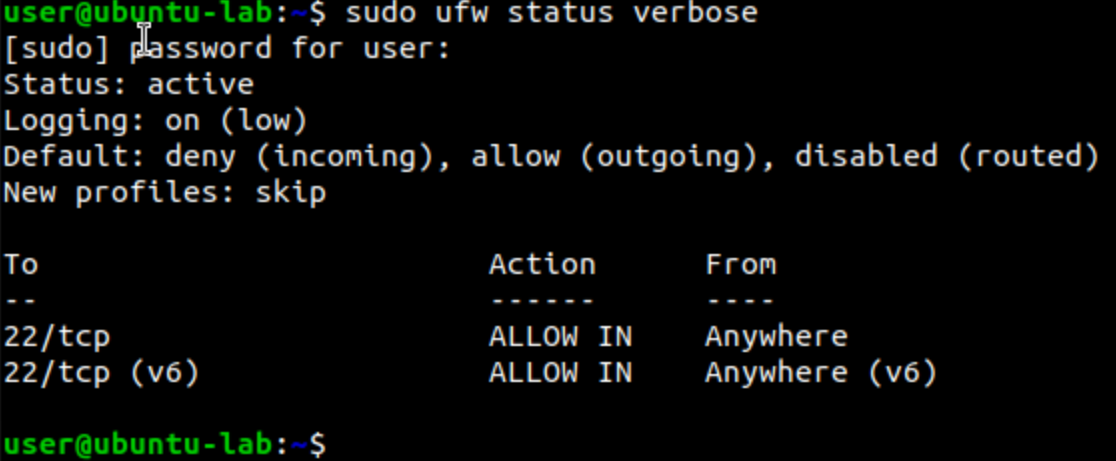 user@ubuntu-lab:~$ sudo ufw status verbose
[sudo] password for user:
Status: active
Logging: on (low)
Default: deny (incoming), allow (outgoing), disabled (routed)
New profiles: skip

To                         Action      From
--                         ------      ----
22/tcp                     ALLOW IN    Anywhere
22/tcp (v6)                ALLOW IN    Anywhere (v6)

user@ubuntu-lab:~$